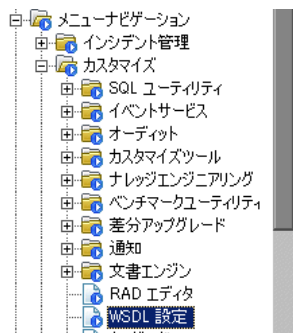 メニューナビゲーション
インシデント管理
カスタマイズ
SQL ユーティリティ
イベントサービス
オーディット
カスタマイズツール
ナレッジエンジニアリング
ベンチマークユーティリティ
差分アップグレード
通知
文書エンジン
RAD エディタ
WSDL 設定